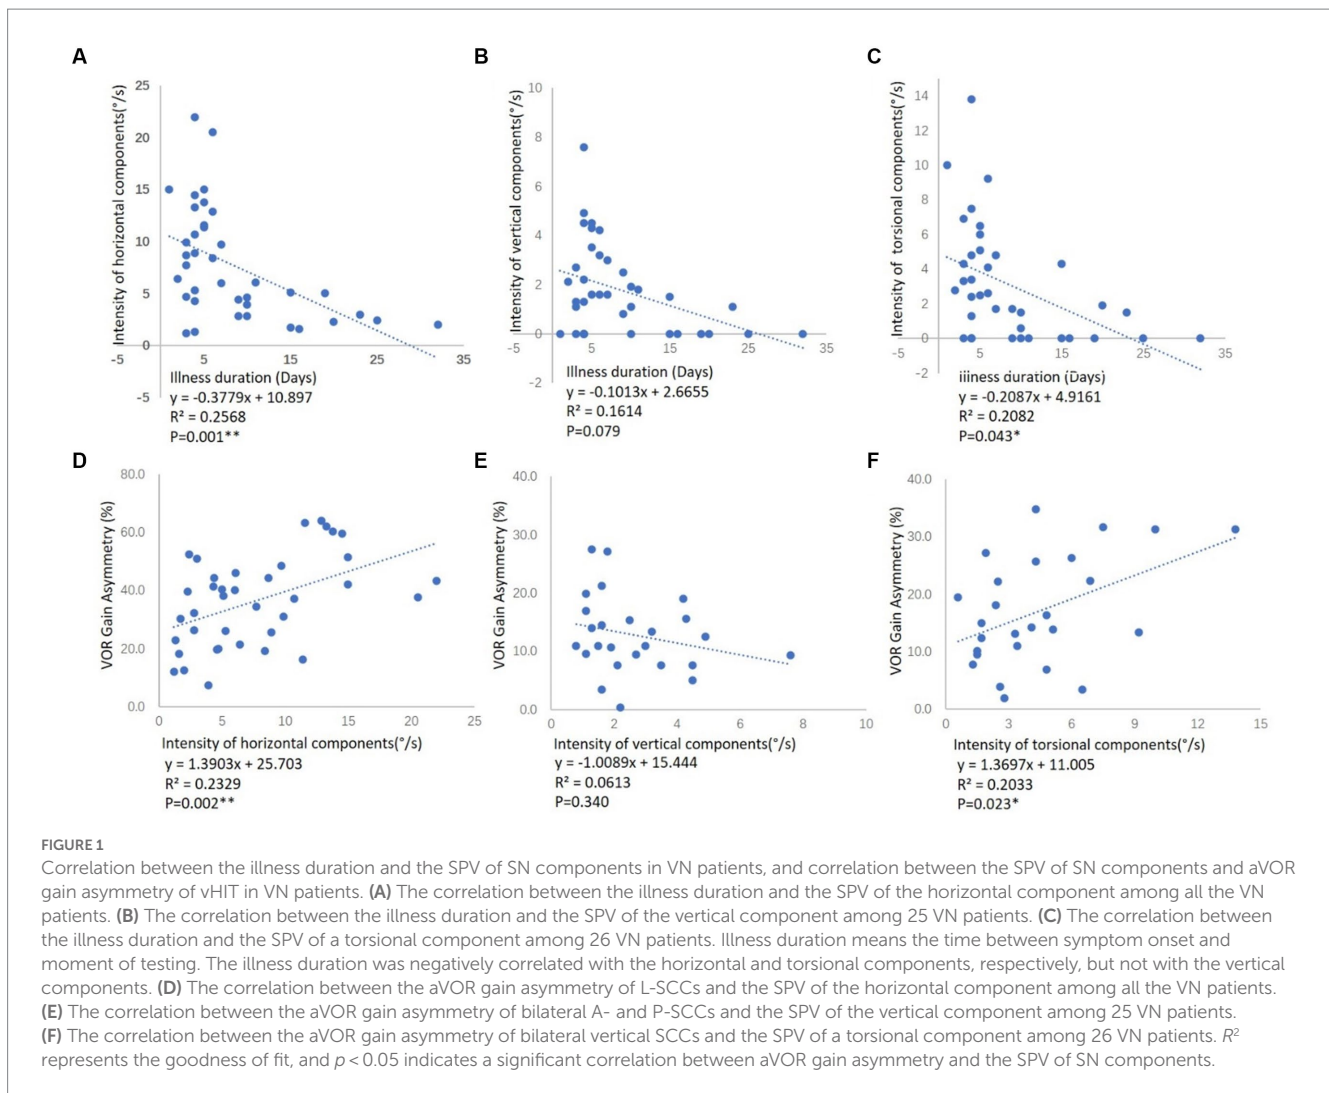 A
B
C
Intensity of horizontal components(°/s)
25
20
15
10
5
0
-5
-5
5
15
25
35
Illness duration (Days)
y = -0.3779x + 10.897
R² = 0.2568
P=0.001**
Intensity of vertical components(°/s)
10
8
6
4
2
0
-2
-5
5
15
25
35
Illness duration (Days)
y = -0.1013x + 2.6655
R² = 0.1614
P=0.079
Intensity of torsional components(°/s)
14
12
10
8
6
4
2
0
-2
-5
5
15
25
35
iiiness duration (Days)
y = -0.2087x + 4.9161
R² = 0.2082
P=0.043*
D
E
F
VOR Gain Asymmetry (%)
80.0
60.0
40.0
20.0
0.0
0
5
10
15
20
25
Intensity of horizontal components(°/s)
y = 1.3903x + 25.703
R² = 0.2329
P=0.002**
VOR Gain Asymmetry (%)
40.0
30.0
20.0
10.0
0.0
0
2
4
6
8
10
Intensity of vertical components(°/s)
y = -1.0089x + 15.444
R² = 0.0613
P=0.340
VOR Gain Asymmetry (%)
40.0
30.0
20.0
10.0
0.0
0
3
6
9
12
15
Intensity of torsional components(°/s)
y = 1.3697x + 11.005
R² = 0.2033
P=0.023*
FIGURE 1
Correlation between the illness duration and the SPV of SN components in VN patients, and correlation between the SPV of SN components and aVOR
gain asymmetry of vHIT in VN patients. (A) The correlation between the illness duration and the SPV of the horizontal component among all the VN
patients. (B) The correlation between the illness duration and the SPV of the vertical component among 25 VN patients. (C) The correlation between
the illness duration and the SPV of a torsional component among 26 VN patients. Illness duration means the time between symptom onset and
moment of testing. The illness duration was negatively correlated with the horizontal and torsional components, respectively, but not with the vertical
components. (D) The correlation between the aVOR gain asymmetry of L-SCCs and the SPV of the horizontal component among all the VN patients.
(E) The correlation between the aVOR gain asymmetry of bilateral A- and P-SCCs and the SPV of the vertical component among 25 VN patients.
(F) The correlation between the aVOR gain asymmetry of bilateral vertical SCCs and the SPV of a torsional component among 26 VN patients. R²
represents the goodness of fit, and p < 0.05 indicates a significant correlation between aVOR gain asymmetry and the SPV of SN components.